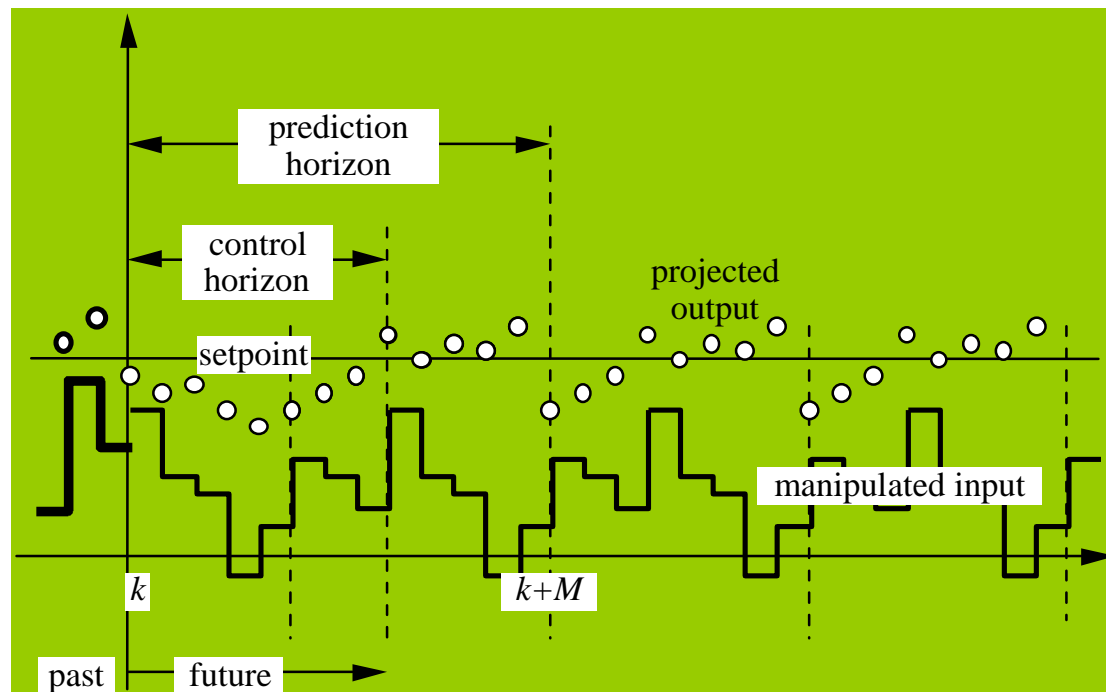 prediction
horizon
control
horizon
projected
output
setpoint
manipulated input
k
k+M
past
future